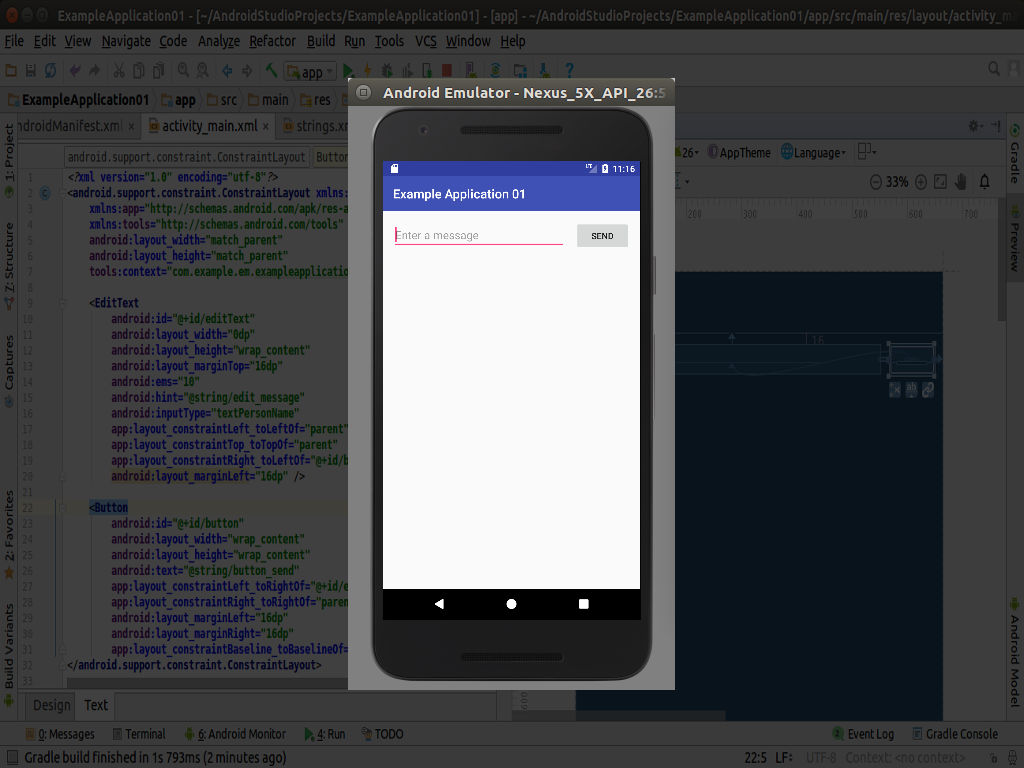 ExampleApplication01 - [~/AndroidStudioProjects/ExampleApplication01] - [app] - ~/AndroidStudioProjects/ExampleApplication01/app/src/main/res/layout/activity_ma
File Edit View Navigate Code Analyze Refactor Build Run Tools VCS Window Help
app
ExampleApplication01 app src main res
Android Emulator - Nexus_5X_API_26:5
ndroidManifest.xml activity_main.xml strings.xm
android.support.constraint.ConstraintLayout Button
26 AppTheme Language
33%
200 300 400 500 600 700
16
600
LTE 11:16
Example Application 01
Enter a message SEND
1 <?xml version="1.0" encoding="utf-8"?>
2 <android.support.constraint.ConstraintLayout xmlns:
3 xmlns:app="http://schemas.android.com/apk/res-a
4 xmlns:tools="http://schemas.android.com/tools"
5 android:layout_width="match_parent"
6 android:layout_height="match_parent"
7 tools:context="com.example.em.exampleapplicatio
8
9 <EditText
10 android:id="@+id/editText"
11 android:layout_width="0dp"
12 android:layout_height="wrap_content"
13 android:layout_marginTop="16dp"
14 android:ems="10"
15 android:hint="@string/edit_message"
16 android:inputType="textPersonName"
17 app:layout_constraintLeft_toLeftOf="parent"
18 app:layout_constraintTop_toTopOf="parent"
19 app:layout_constraintRight_toLeftOf="@+id/b
20 android:layout_marginLeft="16dp" />
21
22 <Button
23 android:id="@+id/button"
24 android:layout_width="wrap_content"
25 android:layout_height="wrap_content"
26 android:text="@string/button_send"
27 app:layout_constraintLeft_toRightOf="@+id/e
28 app:layout_constraintRight_toRightOf="paren
29 android:layout_marginLeft="16dp"
30 android:layout_marginRight="16dp"
31 app:layout_constraintBaseline_toBaselineOf=
32 </android.support.constraint.ConstraintLayout>
33
1: Project
Z: Structure
Captures
2: Favorites
Build Variants
Gradle
Preview
Android Model
Design Text
0: Messages Terminal 6: Android Monitor 4: Run TODO Event Log Gradle Console
Gradle build finished in 1s 793ms (2 minutes ago) 22:5 LF÷ UTF-8 Context: <no context>